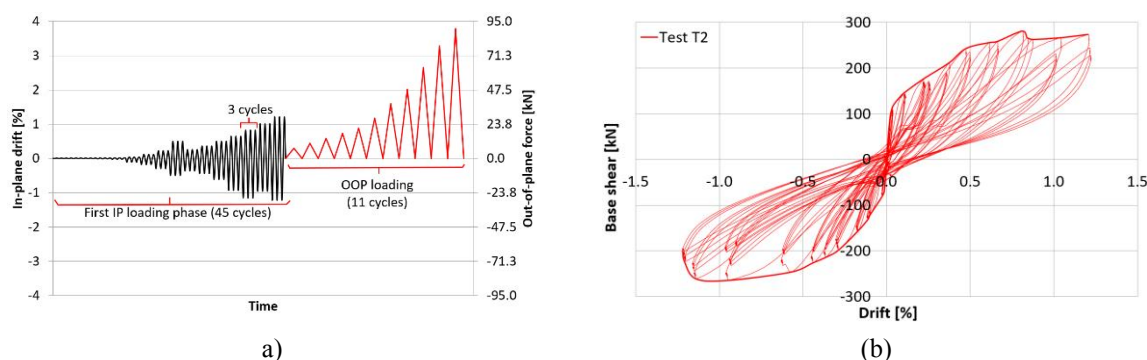 4
3
2
1
0
-1
-2
-3
-4
In-plane drift [%]
3 cycles
First IP loading phase (45 cycles)
OOP loading
(11 cycles)
95.0
71.3
47.5
23.8
0.0
-23.8
-47.5
-71.3
-95.0
Out-of-plane force [kN]
Time
a)
Test T2
300
200
100
0
-100
-200
-300
Base shear [kN]
-1.5 -1.0 -0.5 0.0 0.5 1.0 1.5
Drift [%]
(b)